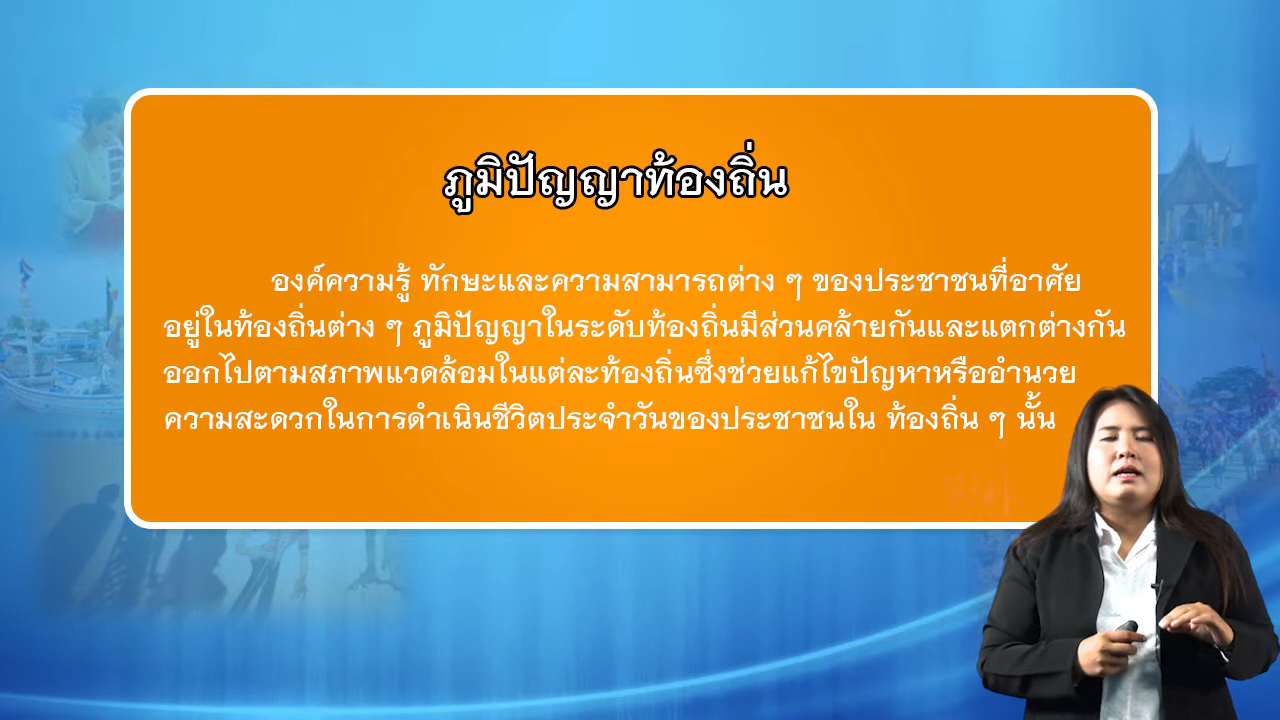 ภูมิปัญญาท้องถิ่น
องค์ความรู้ ทักษะและความสามารถต่าง ๆ ของประชาชนที่อาศัย
อยู่ในท้องถิ่นต่าง ๆ ภูมิปัญญาในระดับท้องถิ่นมีส่วนคล้ายกันและแตกต่างกัน
ออกไปตามสภาพแวดล้อมในแต่ละท้องถิ่นซึ่งช่วยแก้ไขปัญหาหรืออำนวย
ความสะดวกในการดำเนินชีวิตประจำวันของประชาชนใน ท้องถิ่น ๆ นั้น